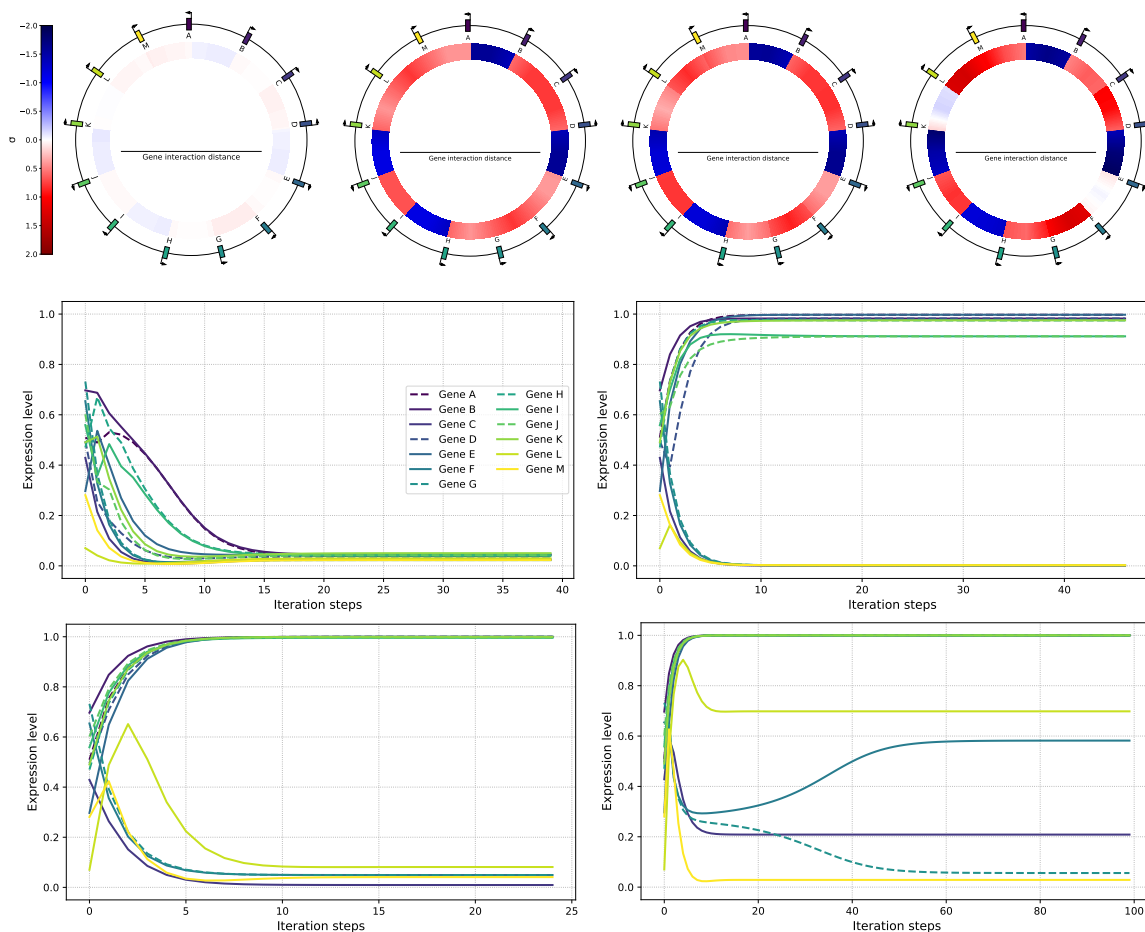 −2.0
−1.5
−1.0
−0.5
0.0
0.5
1.0
1.5
2.0
σ
A
B
C
D
E
F
G
H
I
J
K
L
M
Gene interaction distance
A
B
C
D
E
F
G
H
I
J
K
L
M
Gene interaction distance
A
B
C
D
E
F
G
H
I
J
K
L
M
Gene interaction distance
A
B
C
D
E
F
G
H
I
J
K
L
M
Gene interaction distance
1.0
0.8
0.6
0.4
0.2
0.0
Expression level
0
5
10
15
20
25
30
35
40
Iteration steps
Gene A
Gene B
Gene C
Gene D
Gene E
Gene F
Gene G
Gene H
Gene I
Gene J
Gene K
Gene L
Gene M
1.0
0.8
0.6
0.4
0.2
0.0
Expression level
0
10
20
30
40
Iteration steps
1.0
0.8
0.6
0.4
0.2
0.0
Expression level
0
5
10
15
20
25
Iteration steps
1.0
0.8
0.6
0.4
0.2
0.0
Expression level
0
20
40
60
80
100
Iteration steps